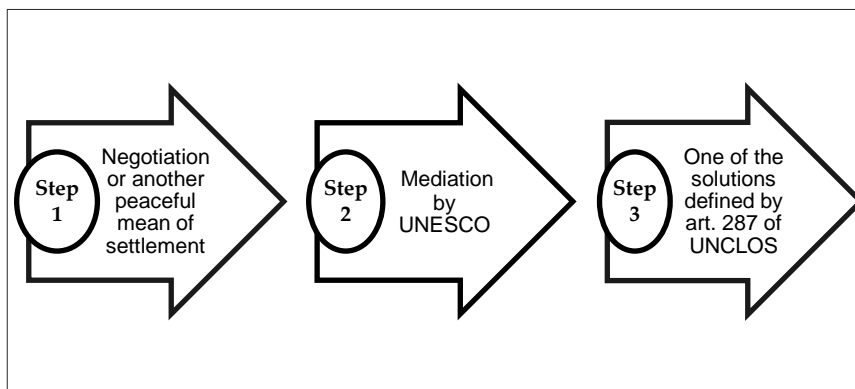 Step
1
Negotiation
or another
peaceful
mean of
settlement
Step
2
Mediation
by
UNESCO
Step
3
One of the
solutions
defined by
art. 287 of
UNCLOS